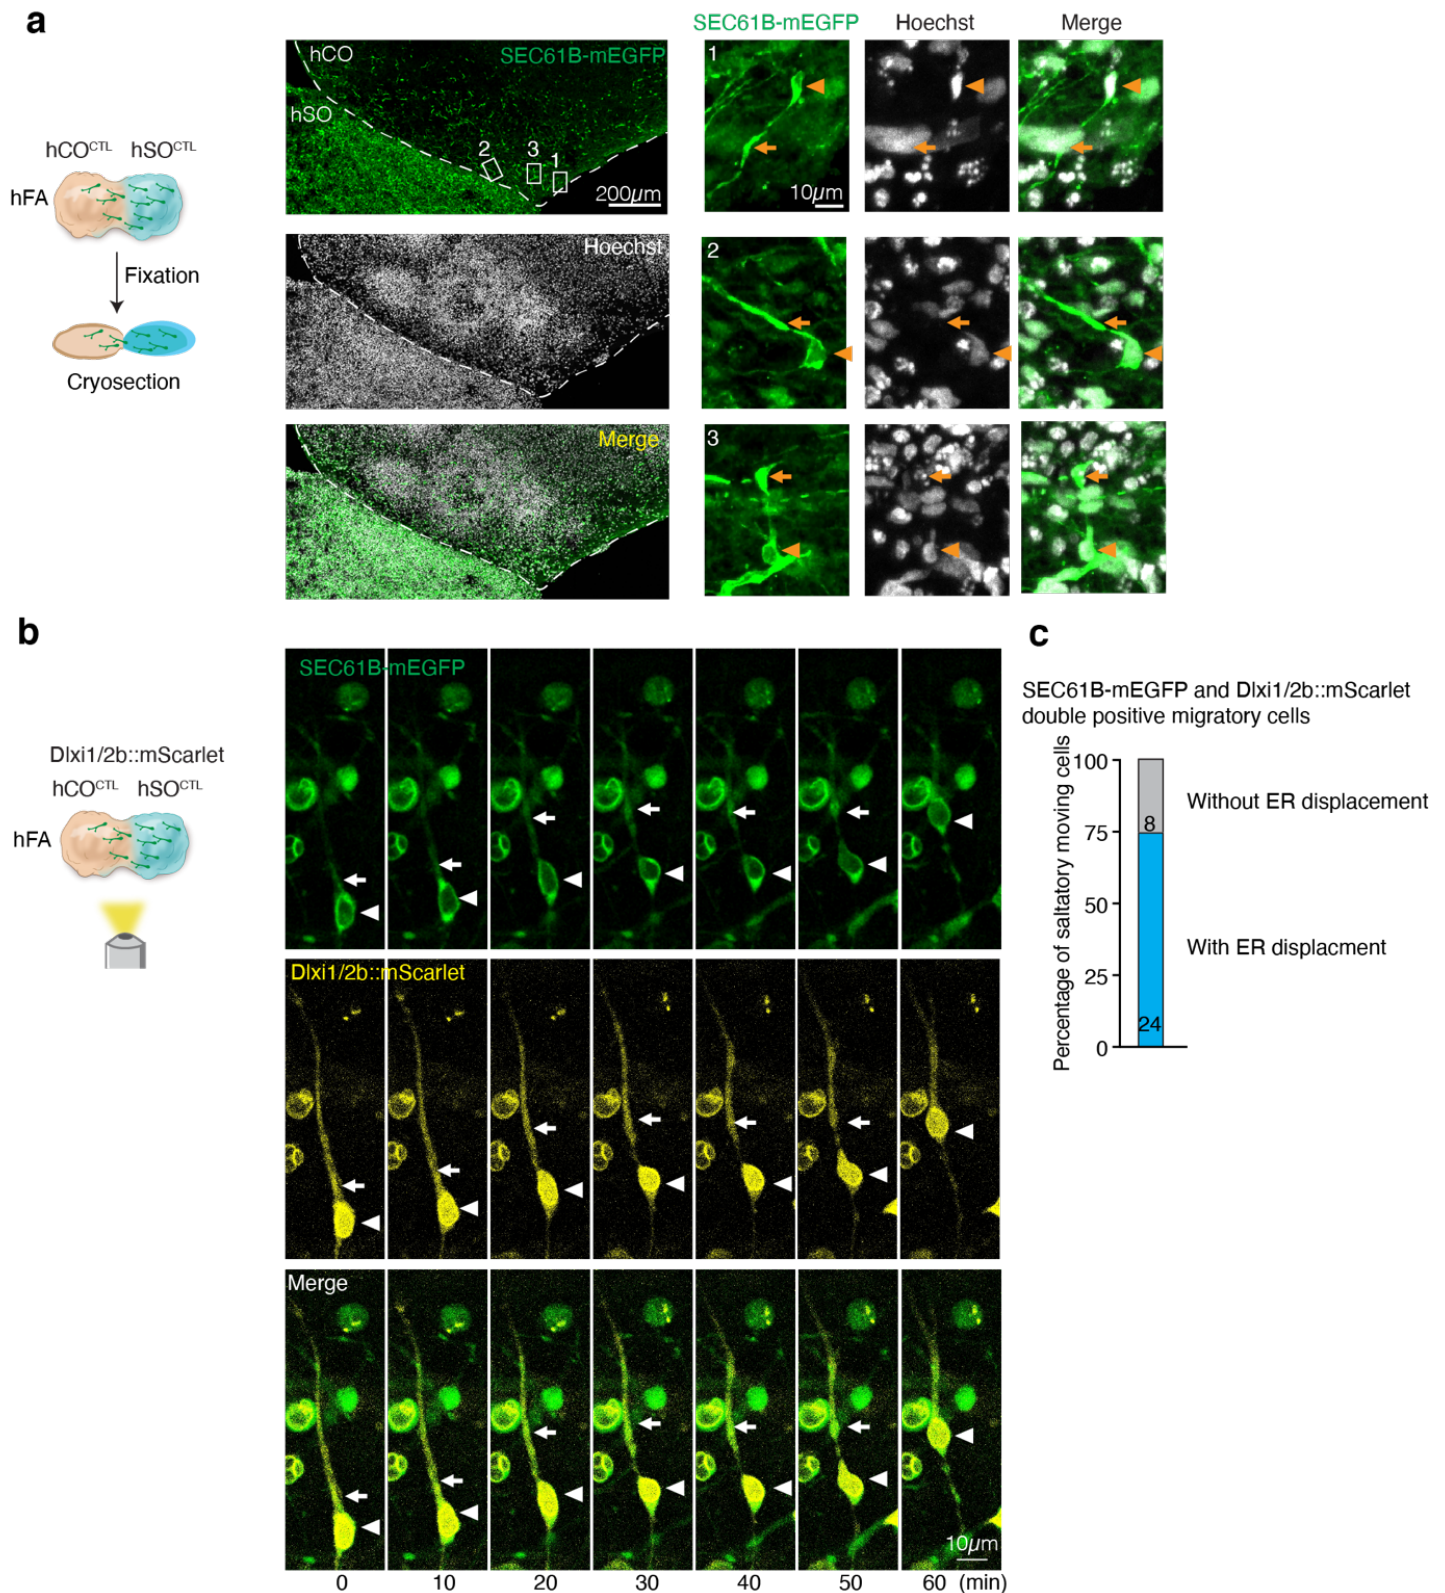 a
hCO^CTL hSO^CTL
hFA
Fixation
Cryosection
hCO
SEC61B-mEGFP
hSO
2
3
1
200µm
Hoechst
Merge
SEC61B-mEGFP
Hoechst
Merge
1
10µm
2
3
b
Dlxi1/2b::mScarlet
hCO^CTL hSO^CTL
hFA
SEC61B-mEGFP
Dlxi1/2b::mScarlet
Merge
10µm
0 10 20 30 40 50 60 (min)
c
SEC61B-mEGFP and Dlxi1/2b::mScarlet
double positive migratory cells
Percentage of saltatory moving cells
100
75
50
25
0
8
24
Without ER displacement
With ER displacment